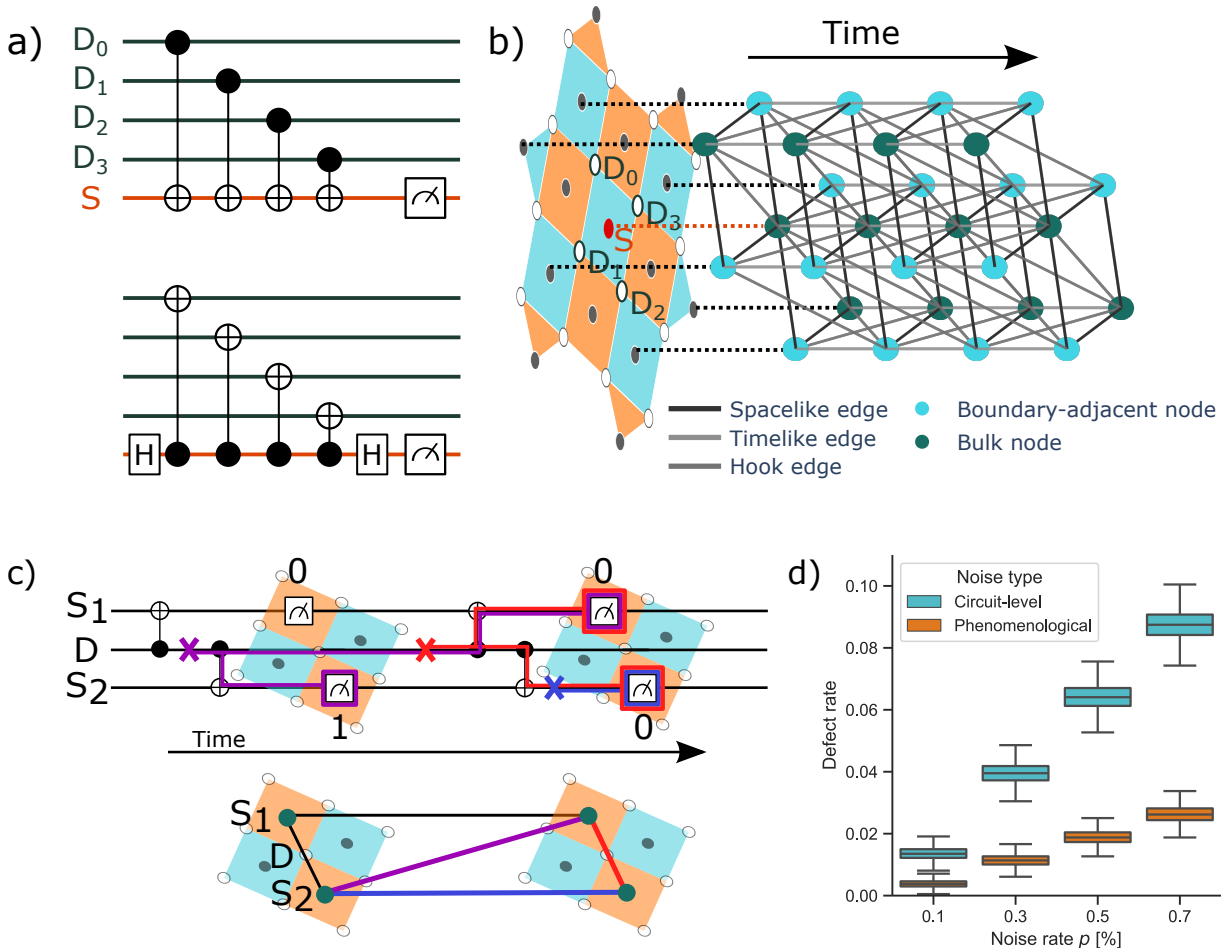 a)
D0
D1
D2
D3
S
H
H
b)
Time
D0
D3
S
D1
D2
Spacelike edge
Timelike edge
Hook edge
Boundary-adjacent node
Bulk node
c)
0
0
S1
D
S2
1
0
Time
S1
D
S2
d)
Defect rate
0.10
0.08
0.06
0.04
0.02
0.00
Noise type
Circuit-level
Phenomenological
0.1
0.3
0.5
0.7
Noise rate p [%]